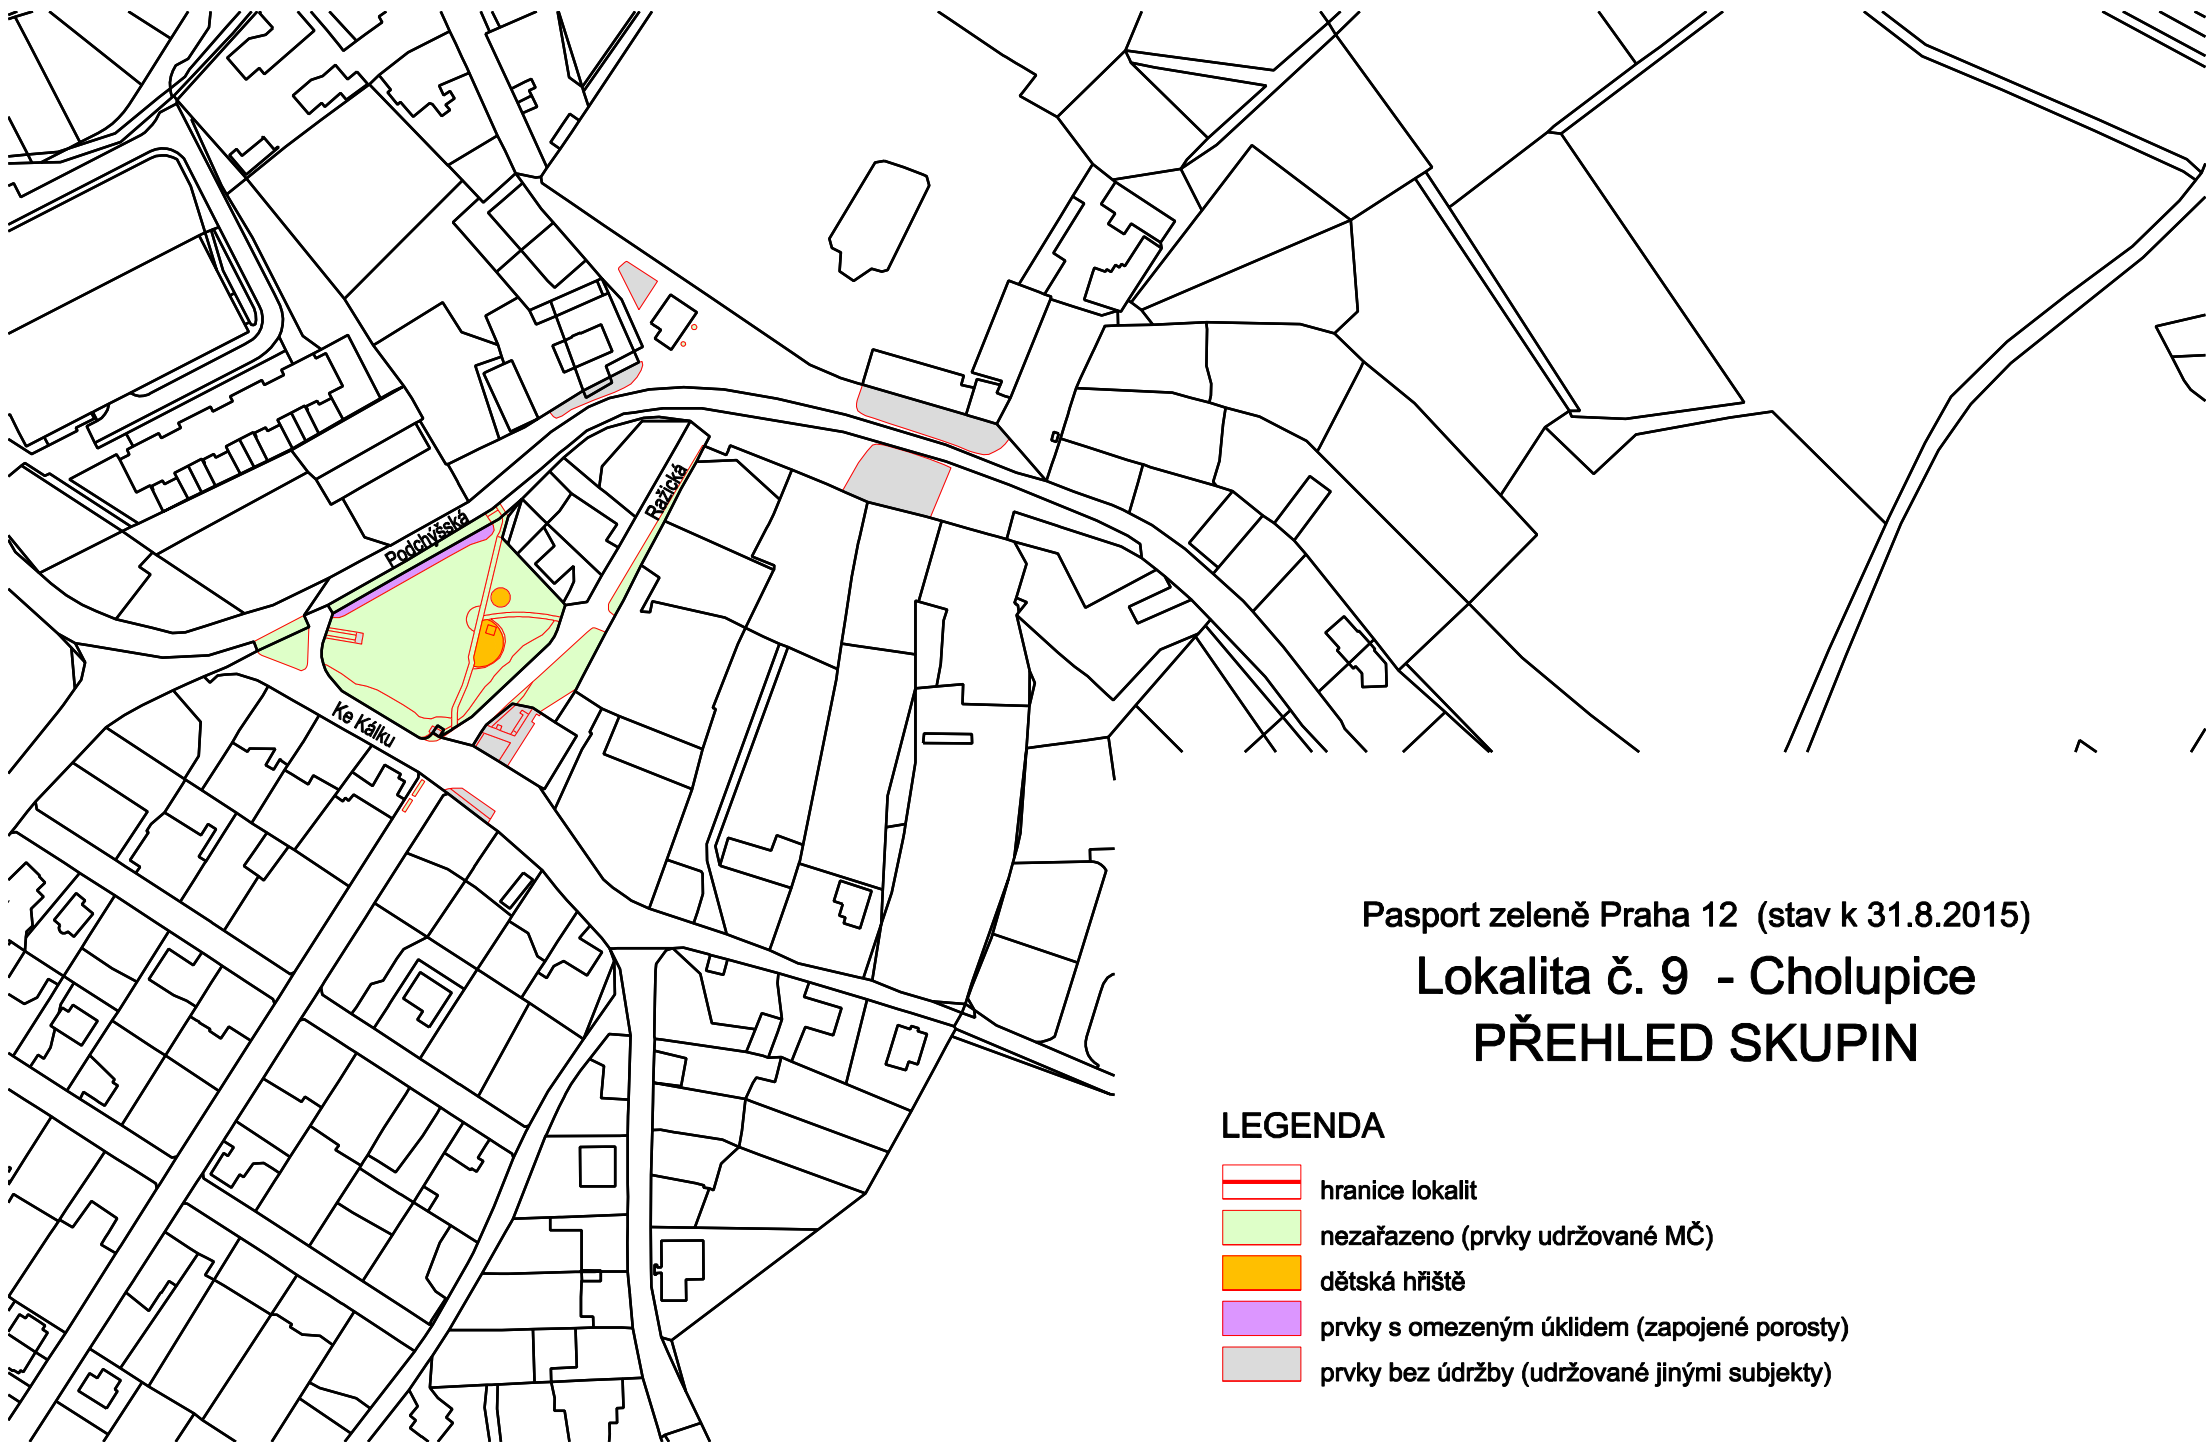 Ražická
Podchýšská
Ke Kálku
Pasport zeleně Praha 12 (stav k 31.8.2015)
Lokalita č. 9 - Cholupice
PŘEHLED SKUPIN
LEGENDA
hranice lokalit
nezařazeno (prvky udržované MČ)
dětská hřiště
prvky s omezeným úklidem (zapojené porosty)
prvky bez údržby (udržované jinými subjekty)